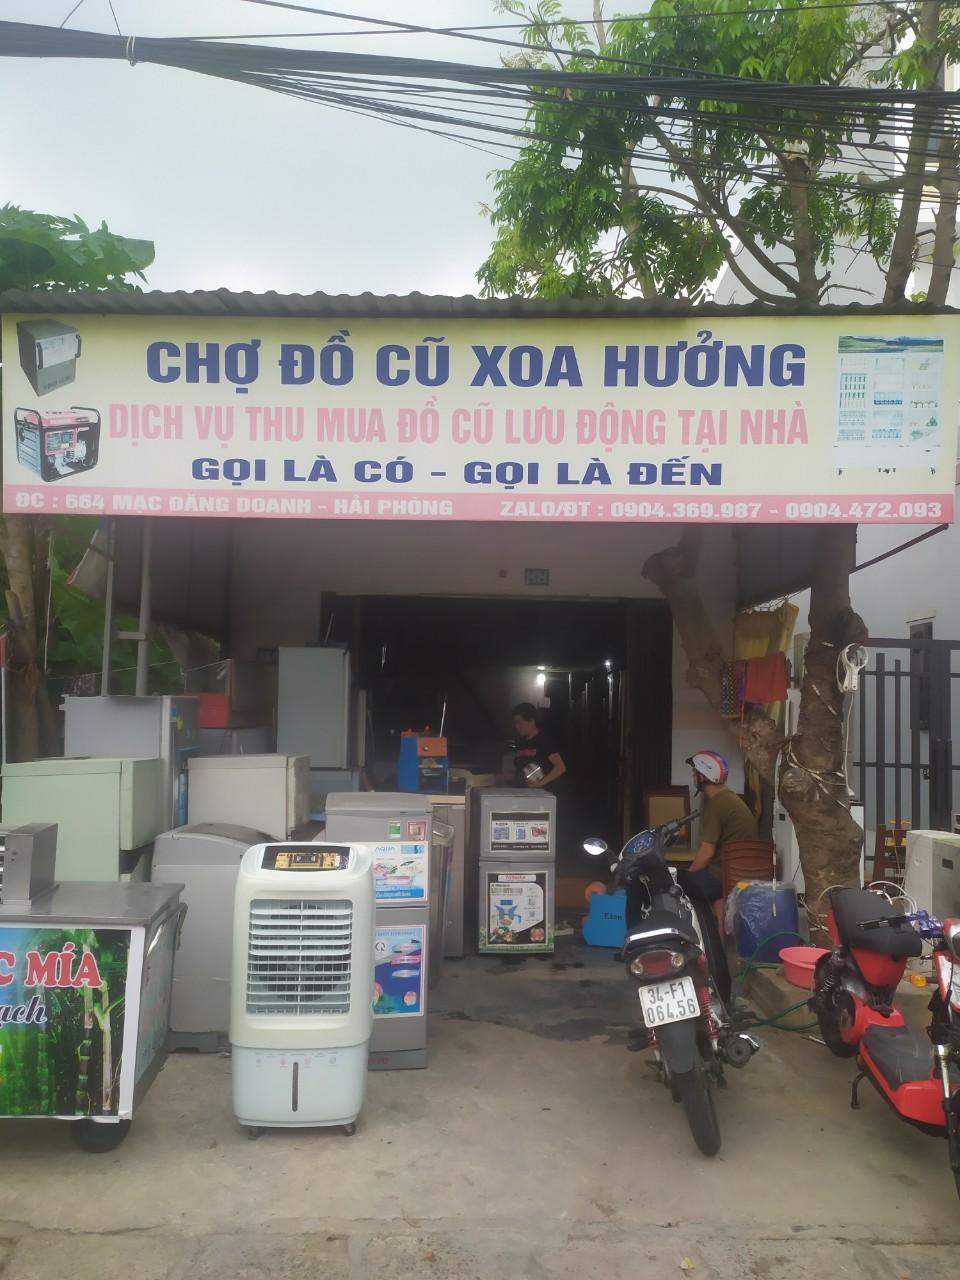 CHỢ ĐỒ CŨ XOA HƯỞNG
DỊCH VỤ THU MUA ĐỒ CŨ LƯU ĐỘNG TẠI NHÀ
GỌI LÀ CÓ - GỌI LÀ ĐẾN
ĐC : 664 MẠC ĐĂNG DOANH - HẢI PHÒNG ZALO/ĐT : 0904.369.987 - 0904.472.093
AQUA
TOSHIBA
MÍA
34-F1
064.56